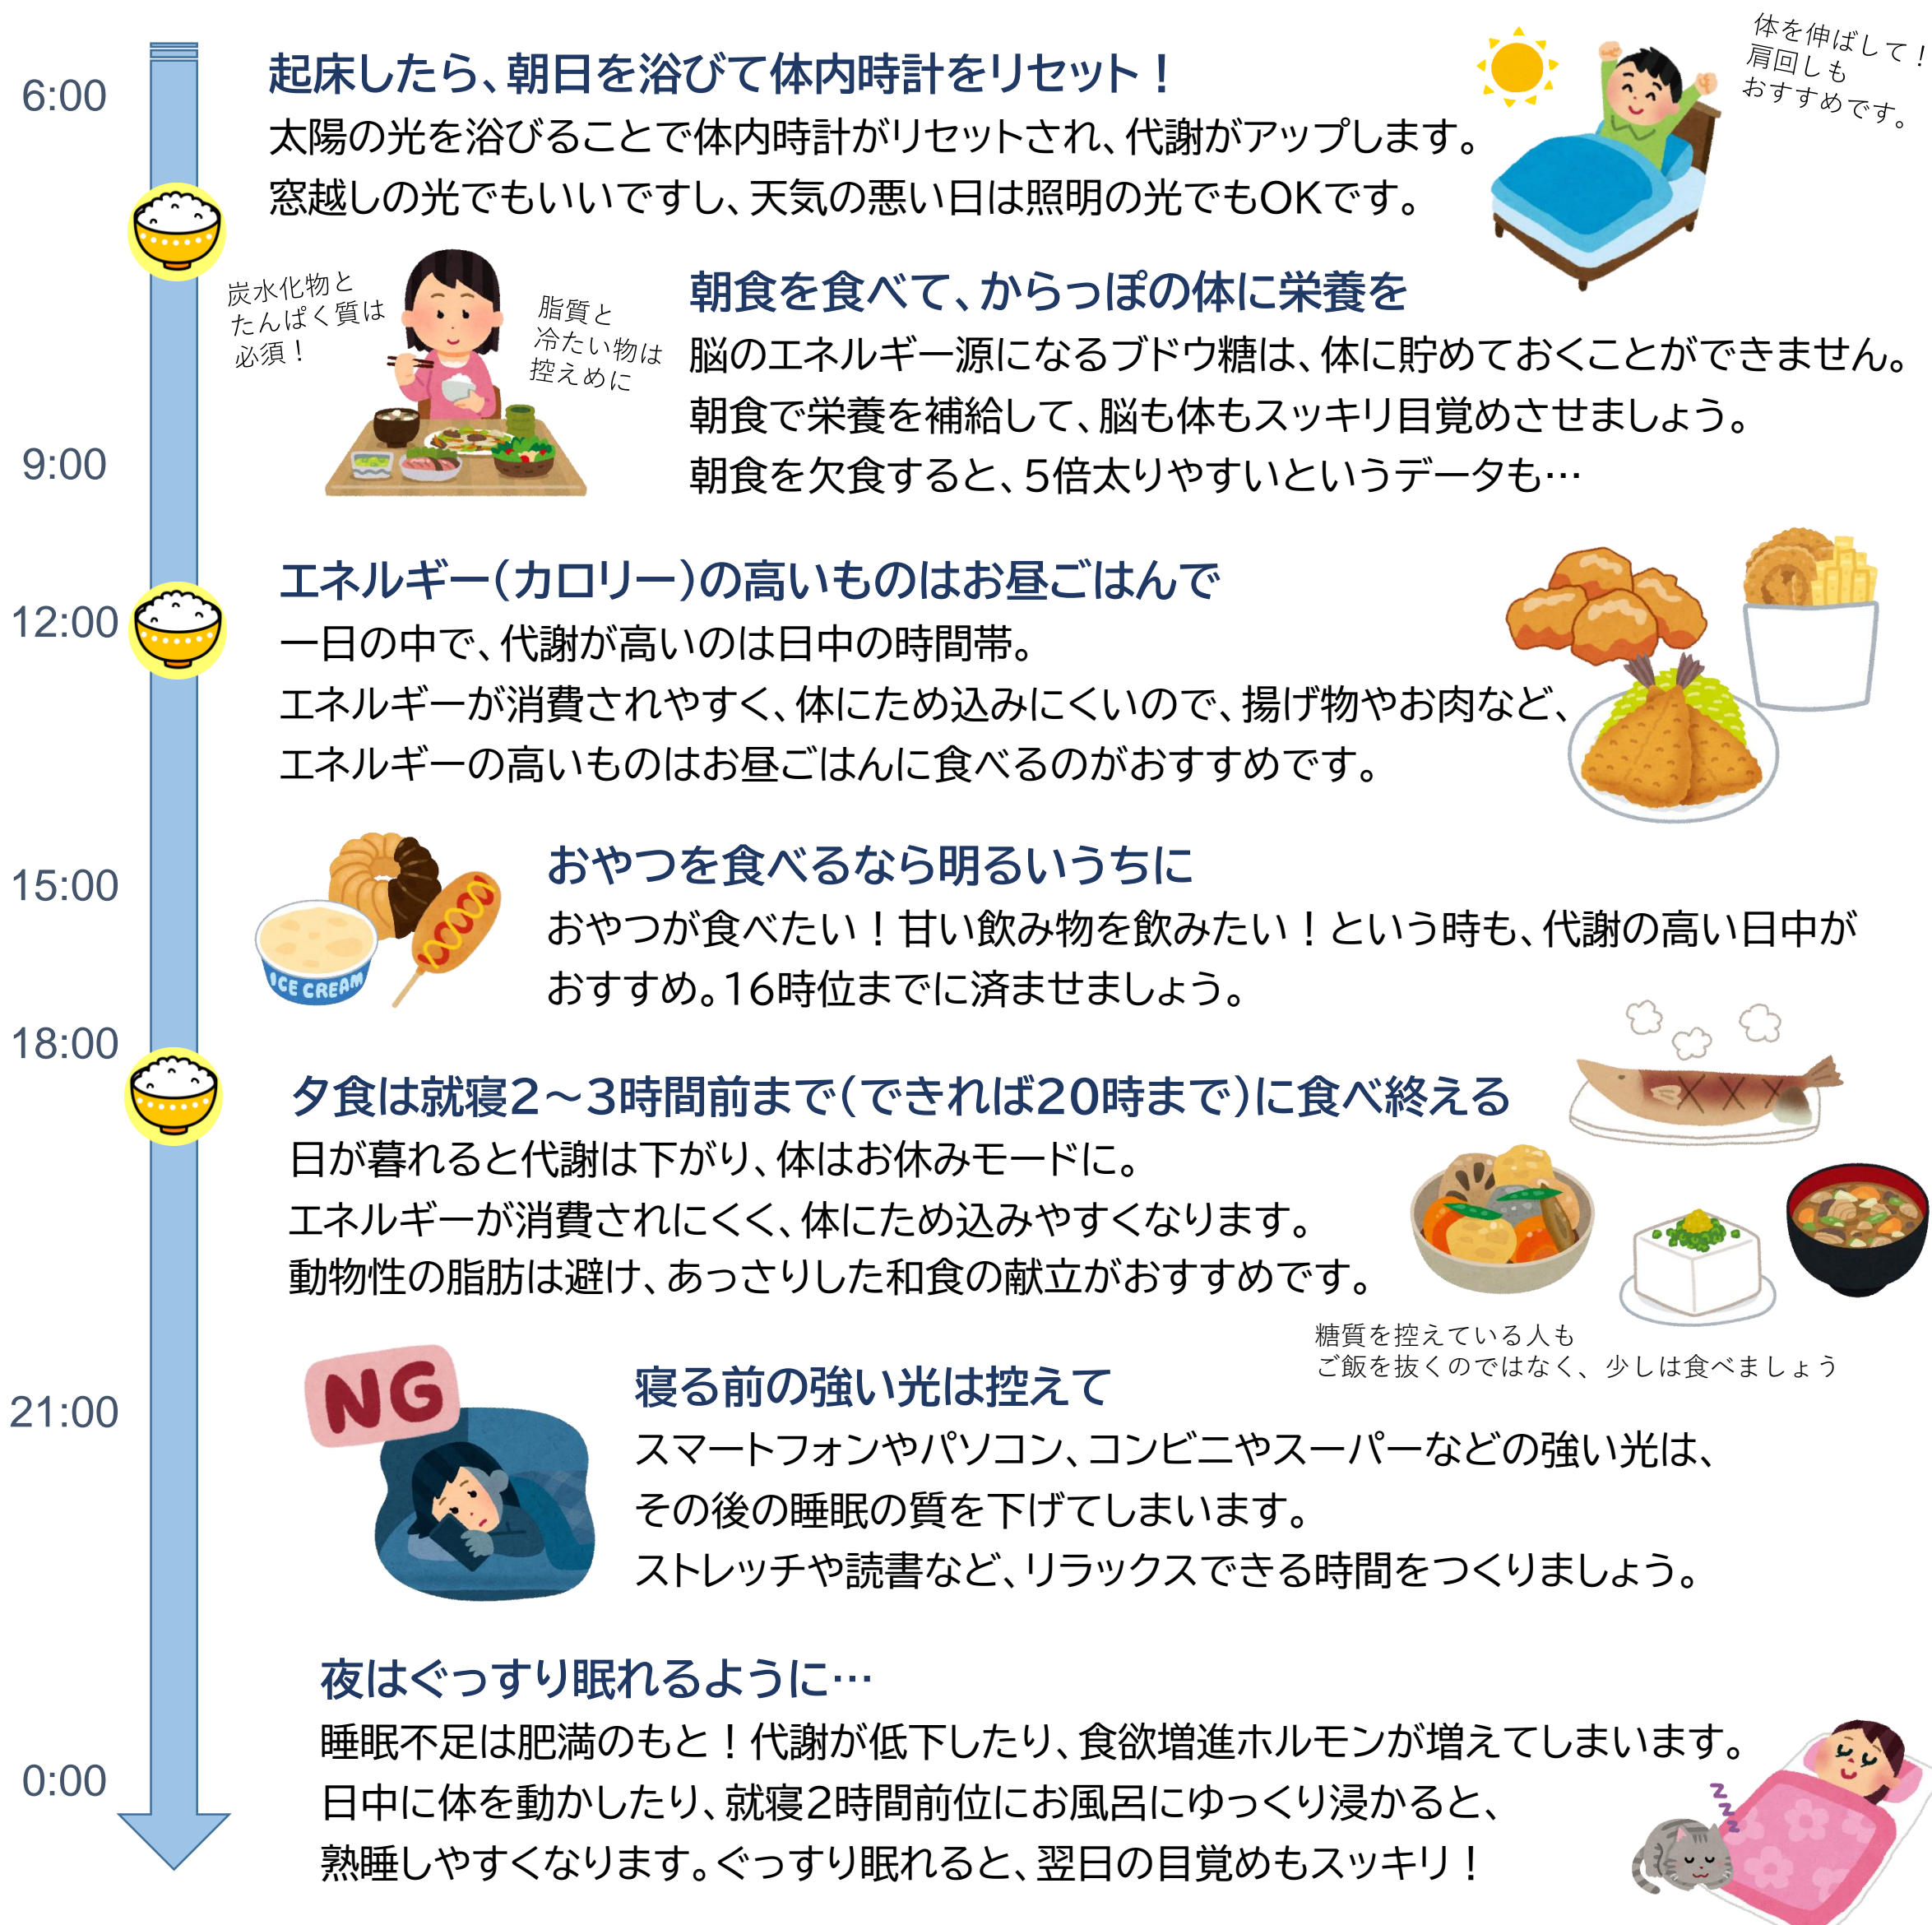 6:00
起床したら、朝日を浴びて体内時計をリセット！
太陽の光を浴びることで体内時計がリセットされ、代謝がアップします。
窓越しの光でもいいですし、天気の悪い日は照明の光でもOKです。
体を伸ばして！
肩回しも
おすすめです。
炭水化物と
たんぱく質は
必須！
脂質と
冷たい物は
控えめに
朝食を食べて、からっぽの体に栄養を
脳のエネルギー源になるブドウ糖は、体に貯めておくことができません。
朝食で栄養を補給して、脳も体もスッキリ目覚めさせましょう。
朝食を欠食すると、5倍太りやすいというデータも…
9:00
エネルギー（カロリー）の高いものはお昼ごはんで
12:00
一日の中で、代謝が高いのは日中の時間帯。
エネルギーが消費されやすく、体にため込みにくいので、揚げ物やお肉など、
エネルギーの高いものはお昼ごはんに食べるのがおすすめです。
おやつを食べるなら明るいうちに
15:00
おやつが食べたい！甘い飲み物を飲みたい！という時も、代謝の高い日中が
おすすめ。16時位までに済ませましょう。
ICE CREAM
18:00
夕食は就寝2～3時間前まで（できれば20時まで）に食べ終える
日が暮れると代謝は下がり、体はお休みモードに。
エネルギーが消費されにくく、体にため込みやすくなります。
動物性の脂肪は避け、あっさりした和食の献立がおすすめです。
糖質を控えている人も
ご飯を抜くのではなく、少しは食べましょう
NG
21:00
寝る前の強い光は控えて
スマートフォンやパソコン、コンビニやスーパーなどの強い光は、
その後の睡眠の質を下げてしまいます。
ストレッチや読書など、リラックスできる時間をつくりましょう。
夜はぐっすり眠れるように…
睡眠不足は肥満のもと！代謝が低下したり、食欲増進ホルモンが増えてしまいます。
0:00
日中に体を動かしたり、就寝2時間前位にお風呂にゆっくり浸かると、
熟睡しやすくなります。ぐっすり眠れると、翌日の目覚めもスッキリ！
zzzz